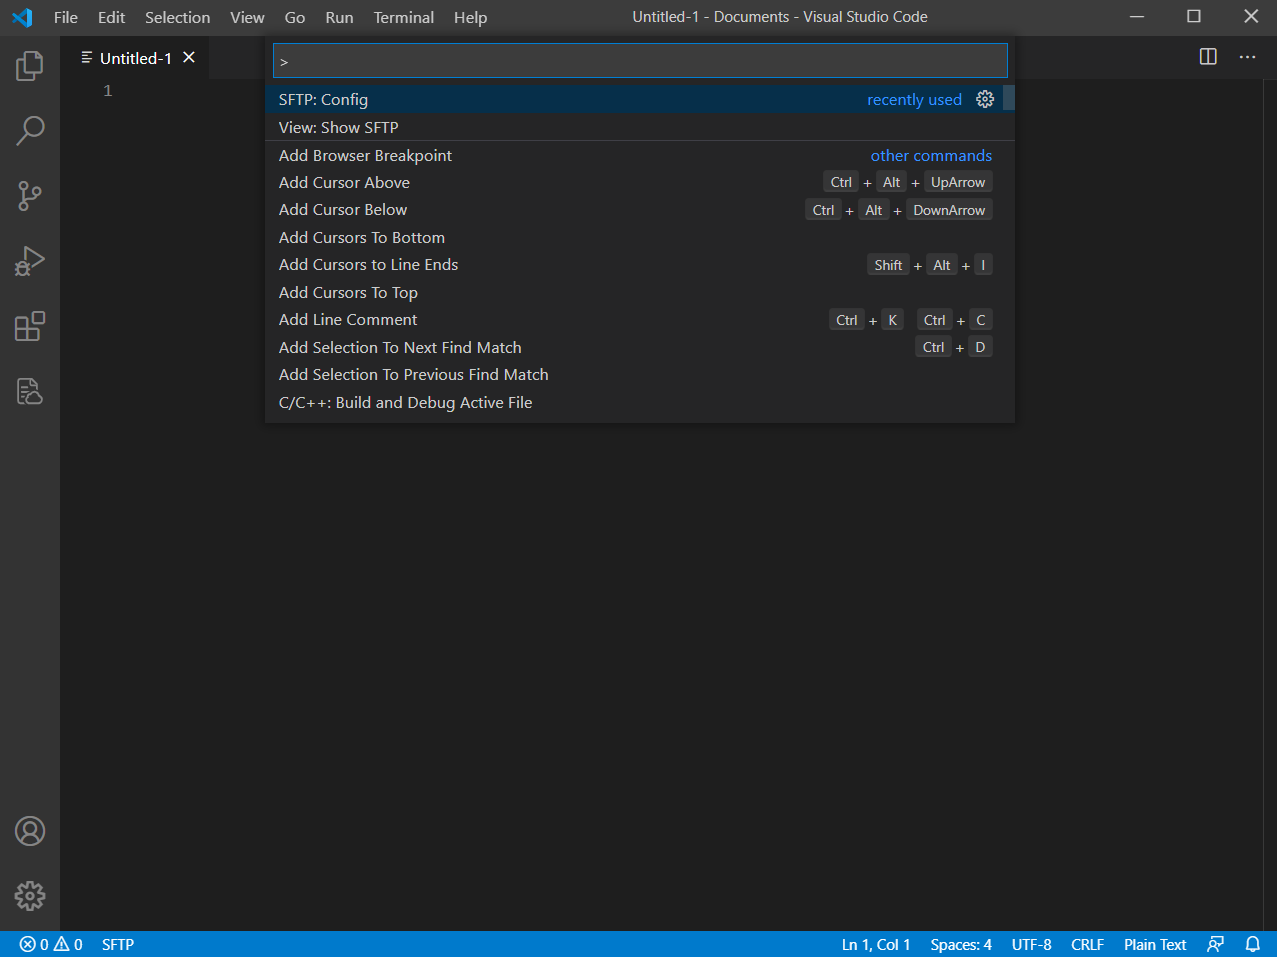 File Edit Selection View Go Run Terminal Help Untitled-1 - Documents - Visual Studio Code
Untitled-1
>
1
SFTP: Config recently used
View: Show SFTP
Add Browser Breakpoint other commands
Add Cursor Above Ctrl + Alt + UpArrow
Add Cursor Below Ctrl + Alt + DownArrow
Add Cursors To Bottom
Add Cursors to Line Ends Shift + Alt + I
Add Cursors To Top
Add Line Comment Ctrl + K Ctrl + C
Add Selection To Next Find Match Ctrl + D
Add Selection To Previous Find Match
C/C++: Build and Debug Active File
0 0 SFTP Ln 1, Col 1 Spaces: 4 UTF-8 CRLF Plain Text